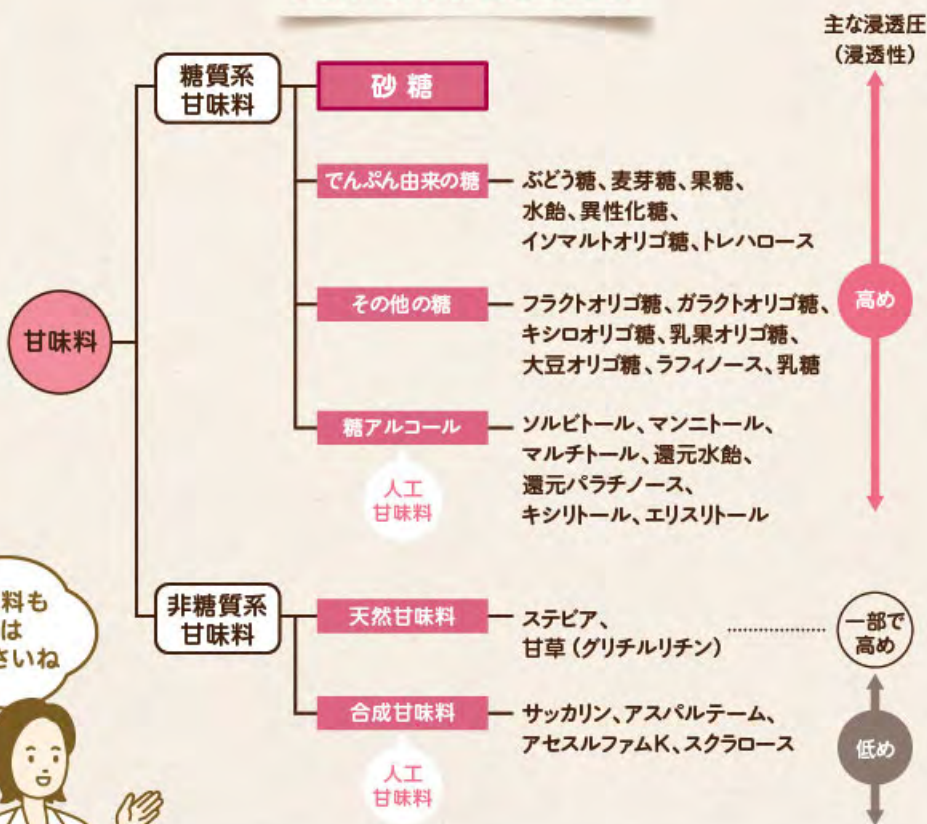 主な浸透圧
(浸透性)
糖質系
甘味料
砂糖
でんぷん由来の糖
ぶどう糖、麦芽糖、果糖、
水飴、異性化糖、
イソマルトオリゴ糖、トレハロース
その他の糖
フラクトオリゴ糖、ガラクトオリゴ糖、
キシロオリゴ糖、乳果オリゴ糖、
大豆オリゴ糖、ラフィノース、乳糖
高め
甘味料
糖アルコール
ソルビトール、マンニトール、
マルチトール、還元水飴、
還元パラチノース、
キシリトール、エリスリトール
人工
甘味料
非糖質系
甘味料
天然甘味料
ステビア、
甘草(グリチルリチン)
一部で
高め
合成甘味料
サッカリン、アスパルテーム、
アセスルファムK、スクラロース
低め
人工
甘味料
料も
は
さいね